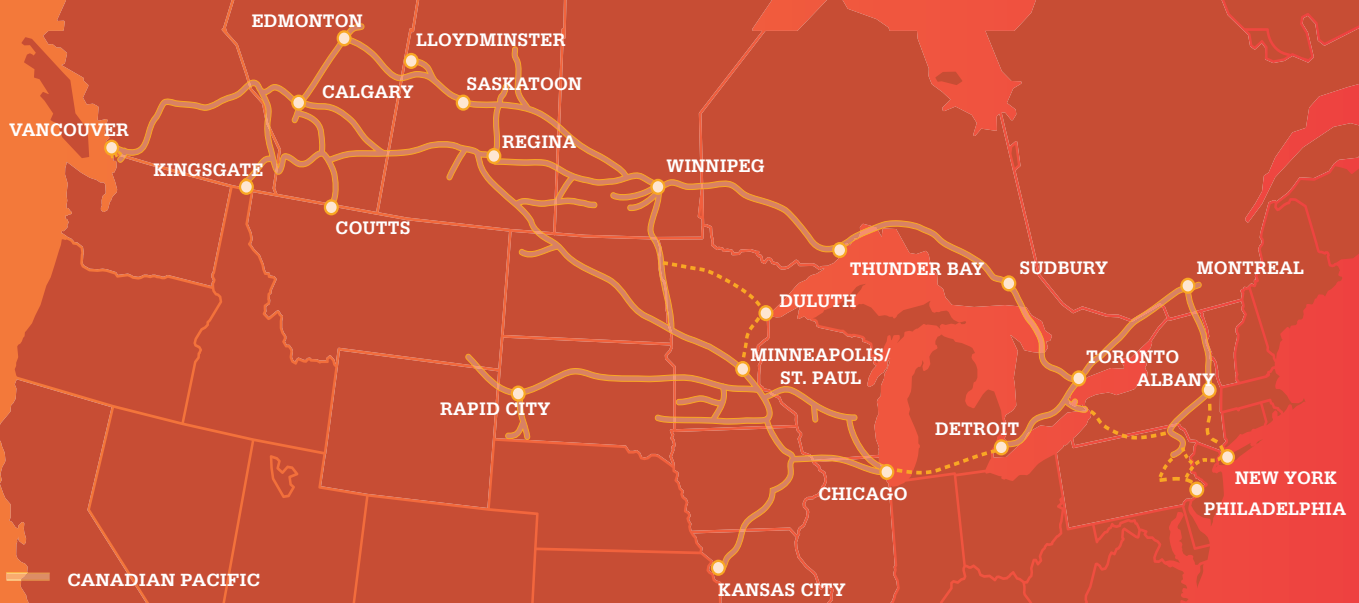 EDMONTON
LLOYDMINSTER
SASKATOON
CALGARY
VANCOUVER
REGINA
KINGSGATE
WINNIPEG
COUTTS
THUNDER BAY
SUDBURY
MONTREAL
DULUTH
MINNEAPOLIS/
ST. PAUL
TORONTO
ALBANY
RAPID CITY
DETROIT
CHICAGO
NEW YORK
PHILADELPHIA
CANADIAN PACIFIC
KANSAS CITY